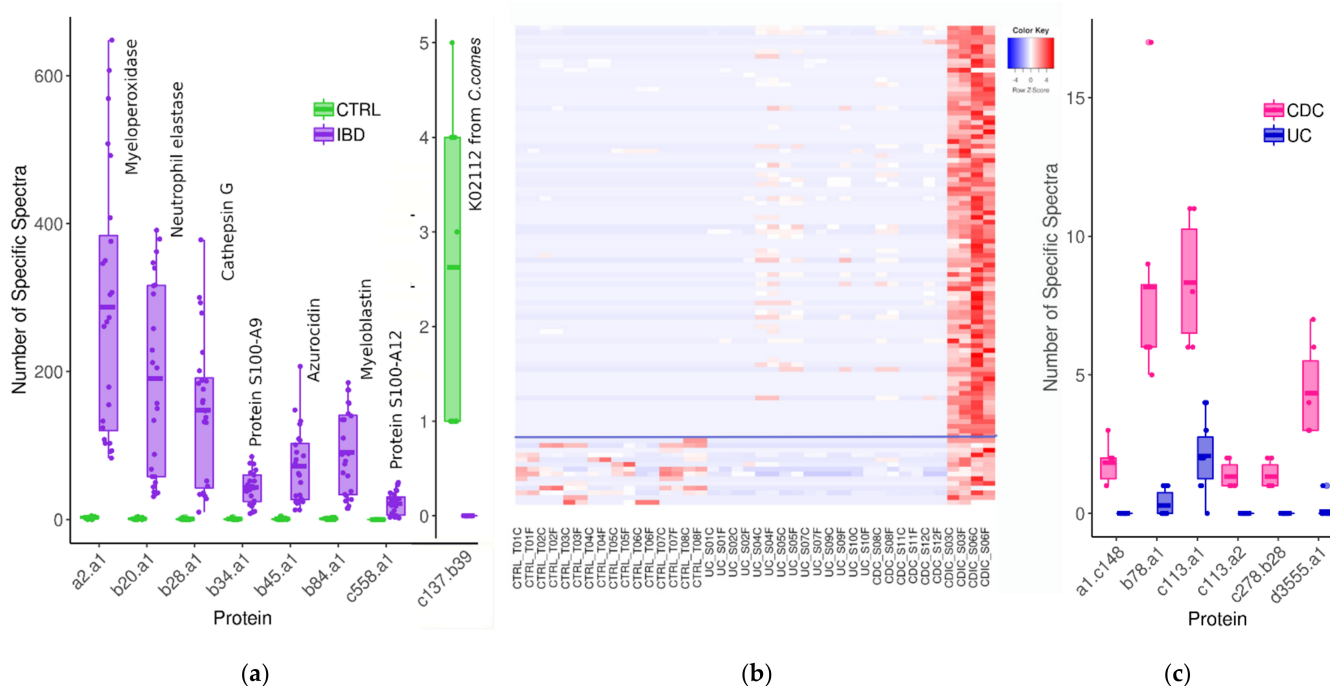 Number of Specific Spectra
600
400
200
0
Myeloperoxidase
Neutrophil elastase
Cathepsin G
Protein S100-A9
Azurocidin
Myeloblastin
Protein S100-A12
CTRL
IBD
a2.a1
b20.a1
b28.a1
b34.a1
b45.a1
b84.a1
c558.a1
Protein
5
4
3
2
1
0
K02112 from C.comes
c137.b39
(a)
Color Key
-4 0 4
Row Z-Score
CTRL_T01C
CTRL_T01F
CTRL_T02C
CTRL_T02F
CTRL_T03C
CTRL_T03F
CTRL_T04C
CTRL_T04F
CTRL_T05C
CTRL_T05F
CTRL_T06C
CTRL_T06F
CTRL_T07C
CTRL_T07F
CTRL_T08C
CTRL_T08F
UC_S01C
UC_S01F
UC_S02C
UC_S02F
UC_S04C
UC_S04F
UC_S05C
UC_S05F
UC_S07C
UC_S07F
UC_S09C
UC_S09F
UC_S10C
UC_S10F
CDC_S08C
CDC_S08F
CDC_S11C
CDC_S11F
CDC_S12C
CDC_S12F
CDIC_S03C
CDIC_S03F
CDIC_S06C
CDIC_S06F
(b)
Number of Specific Spectra
15
10
5
0
CDC
UC
a1.c148
b78.a1
c113.a1
c113.a2
c278.b28
d3555.a1
Protein
(c)